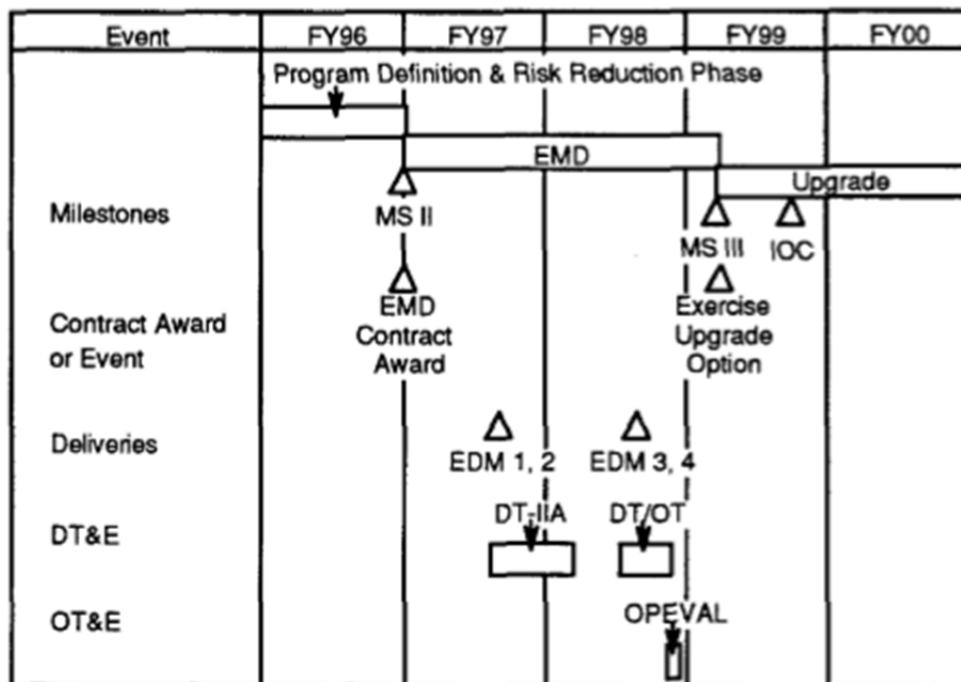 Event FY96 FY97 FY98 FY99 FY00
Program Definition & Risk Reduction Phase
EMD
Upgrade
Milestones
MS II
MS III
IOC
Contract Award
or Event
EMD
Contract
Award
Exercise
Upgrade
Option
Deliveries
EDM 1, 2
EDM 3, 4
DT&E
DT-IIA
DT/OT
OT&E
OPEVAL